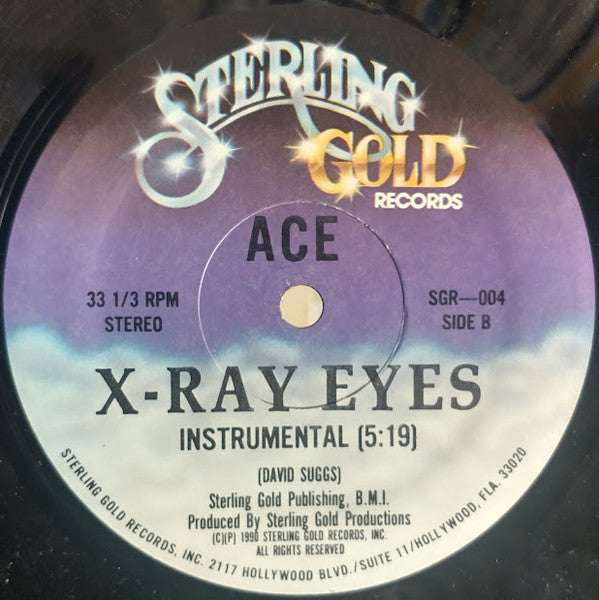 STERLING
GOLD
RECORDS
ACE
33 1/3 RPM
STEREO
SGR—004
SIDE B
X-RAY EYES
INSTRUMENTAL (5:19)
(DAVID SUGGS)
Sterling Gold Publishing, B.M.I.
Produced By Sterling Gold Productions
(C)(P) 1990 STERLING GOLD RECORDS, INC.
ALL RIGHTS RESERVED
STERLING GOLD RECORDS, INC. 2117 HOLLYWOOD BLVD./SUITE 11/HOLLYWOOD, FLA. 33020